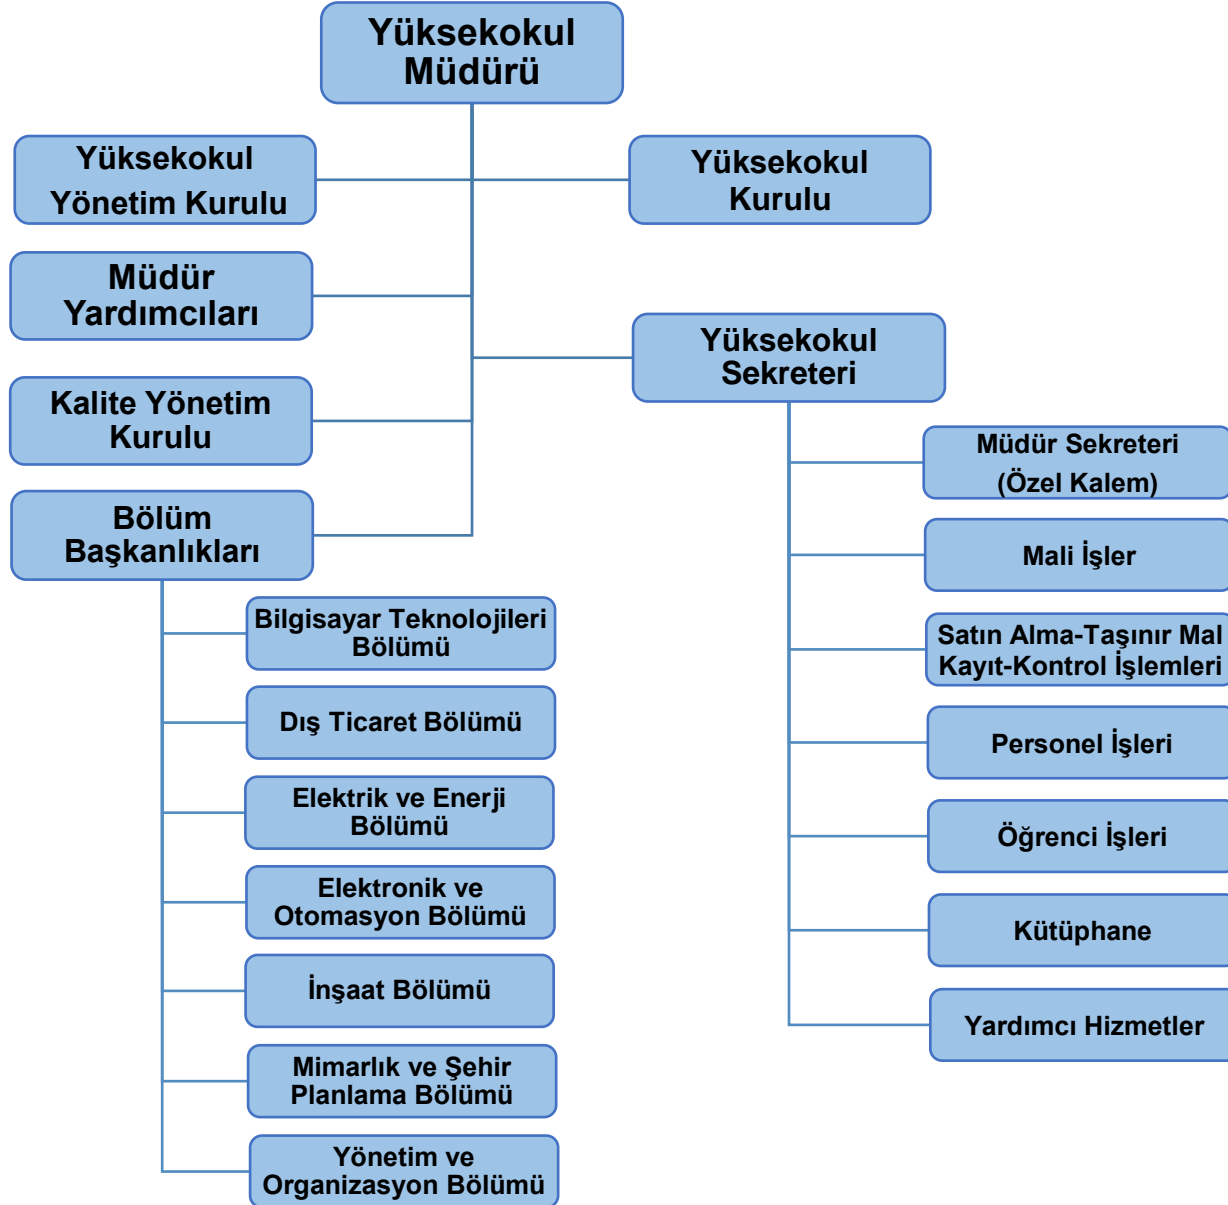 Yüksekokul
Müdürü
Yüksekokul
Yönetim Kurulu
Yüksekokul
Kurulu
Müdür
Yardımcıları
Yüksekokul
Sekreteri
Kalite Yönetim
Kurulu
Bölüm
Başkanlıkları
Bilgisayar Teknolojileri
Bölümü
Dış Ticaret Bölümü
Elektrik ve Enerji
Bölümü
Elektronik ve
Otomasyon Bölümü
İnşaat Bölümü
Mimarlık ve Şehir
Planlama Bölümü
Yönetim ve
Organizasyon Bölümü
Müdür Sekreteri
(Özel Kalem)
Mali İşler
Satın Alma-Taşınır Mal
Kayıt-Kontrol İşlemleri
Personel İşleri
Öğrenci İşleri
Kütüphane
Yardımcı Hizmetler